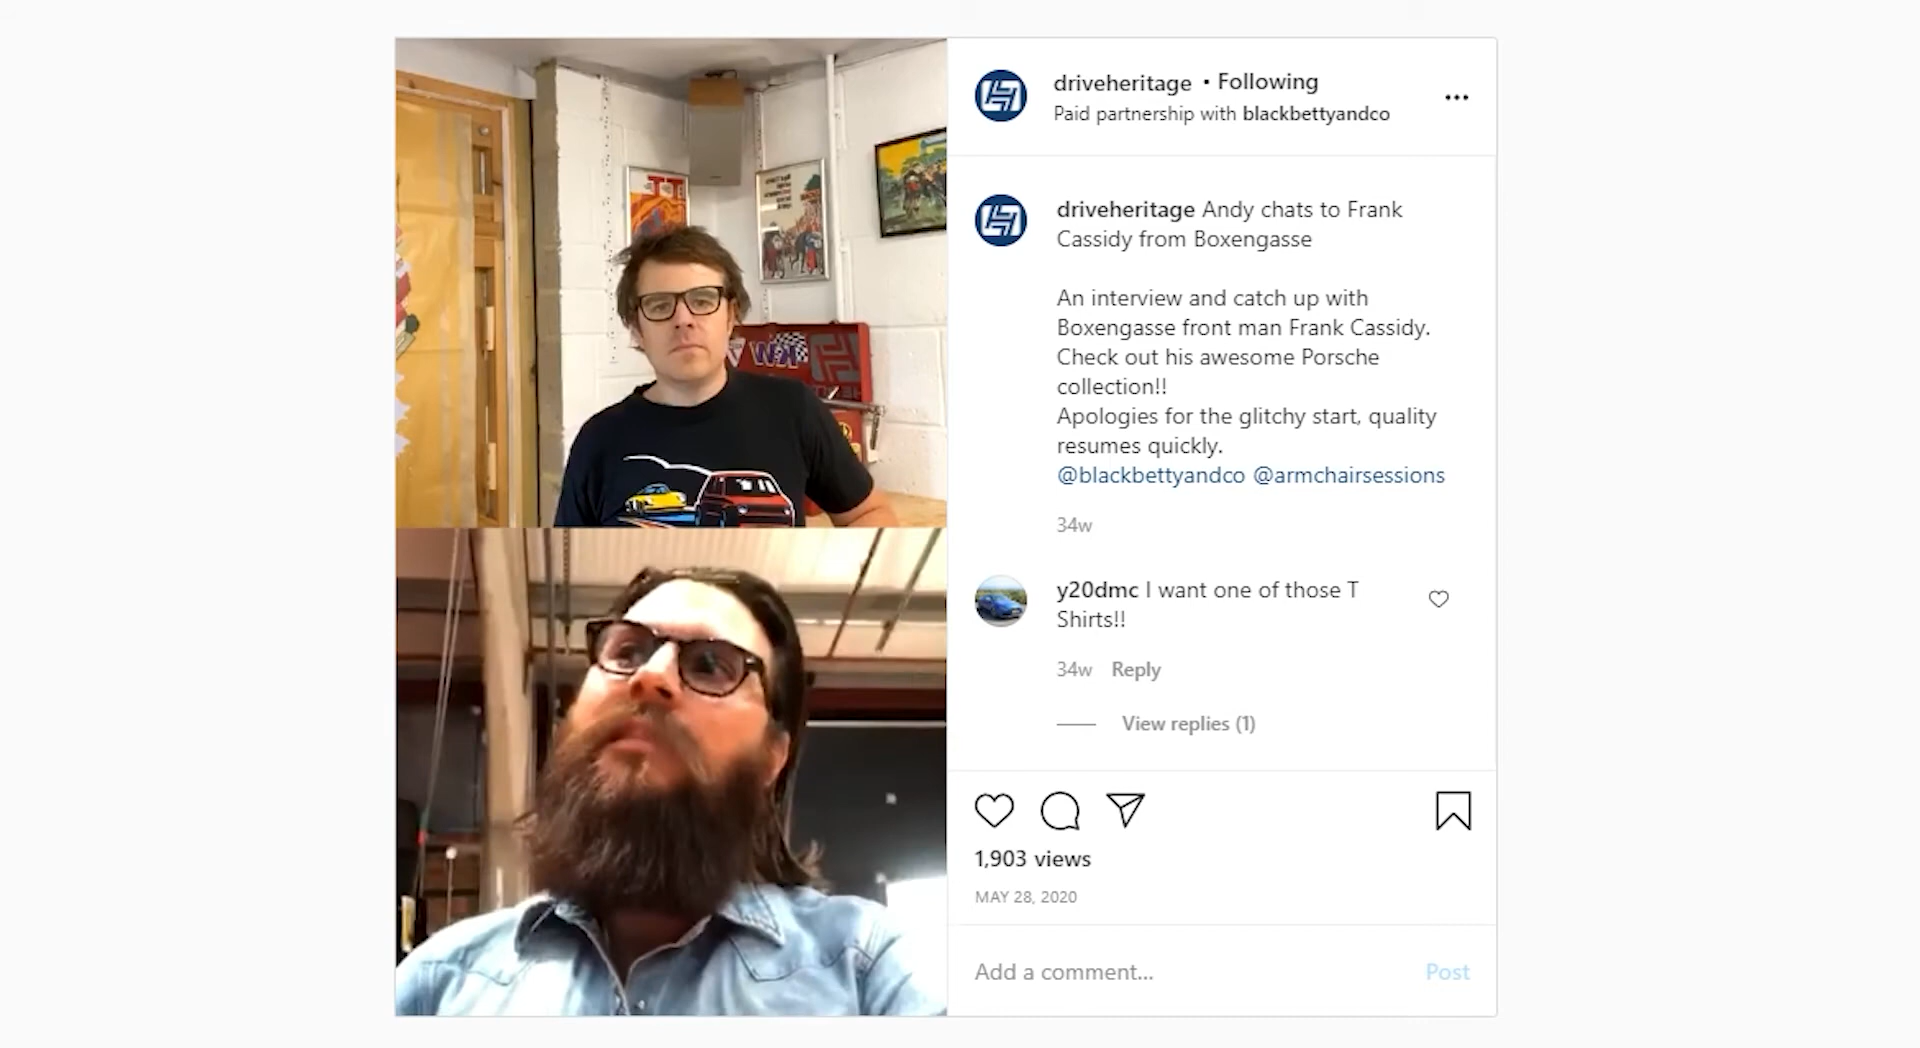 driveheritage • Following
Paid partnership with blackbettyandco
driveheritage Andy chats to Frank
Cassidy from Boxengasse
An interview and catch up with
Boxengasse front man Frank Cassidy.
Check out his awesome Porsche
collection!!
Apologies for the glitchy start, quality
resumes quickly.
@blackbettyandco @armchairsessions
34w
y20dmc I want one of those T
Shirts!!
34w Reply
View replies (1)
1,903 views
MAY 28, 2020
Add a comment...
Post